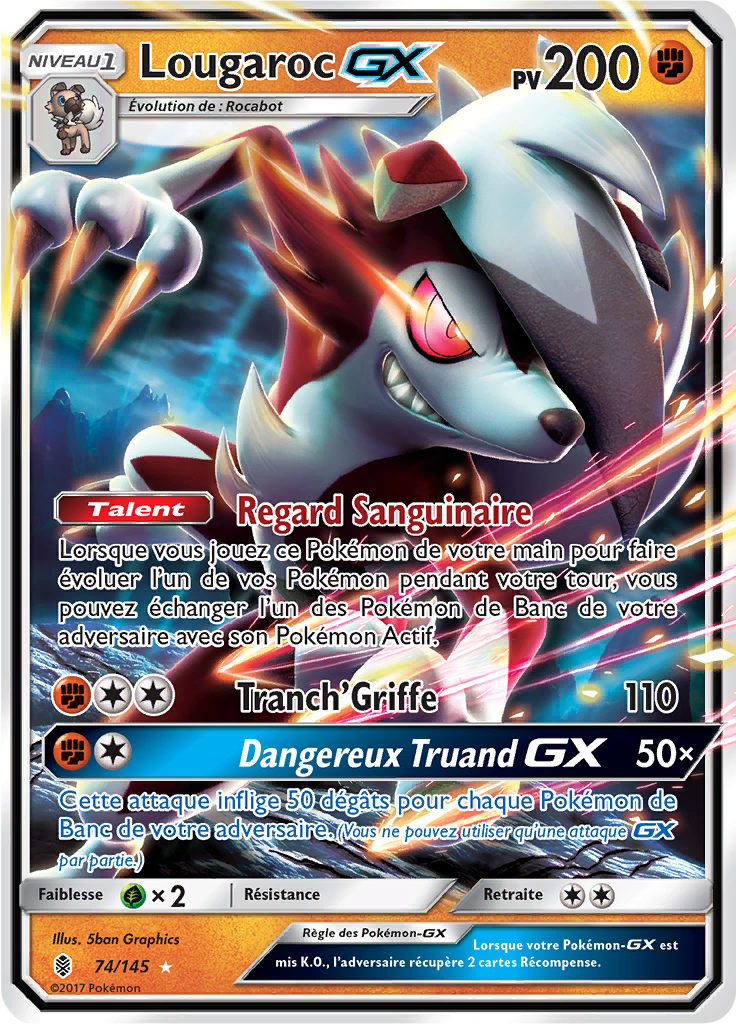 NIVEAU1
Lougaroc GX
PV200
Évolution de : Rocabot
Talent Regard Sanguinaire
Lorsque vous jouez ce Pokémon de votre main pour faire
évoluer l'un de vos Pokémon pendant votre tour, vous
pouvez échanger l'un des Pokémon de Banc de votre
adversaire avec son Pokémon Actif.
Tranch'Griffe 110
Dangereux Truand GX 50×
Cette attaque inflige 50 dégâts pour chaque Pokémon de
Banc de votre adversaire. (Vous ne pouvez utiliser qu'une attaque GX
par partie.)
Faiblesse ×2 Résistance Retraite
Illus. 5ban Graphics
74/145
©2017 Pokémon
Règle des Pokémon-GX
Lorsque votre Pokémon-GX est
mis K.O., l'adversaire récupère 2 cartes Récompense.